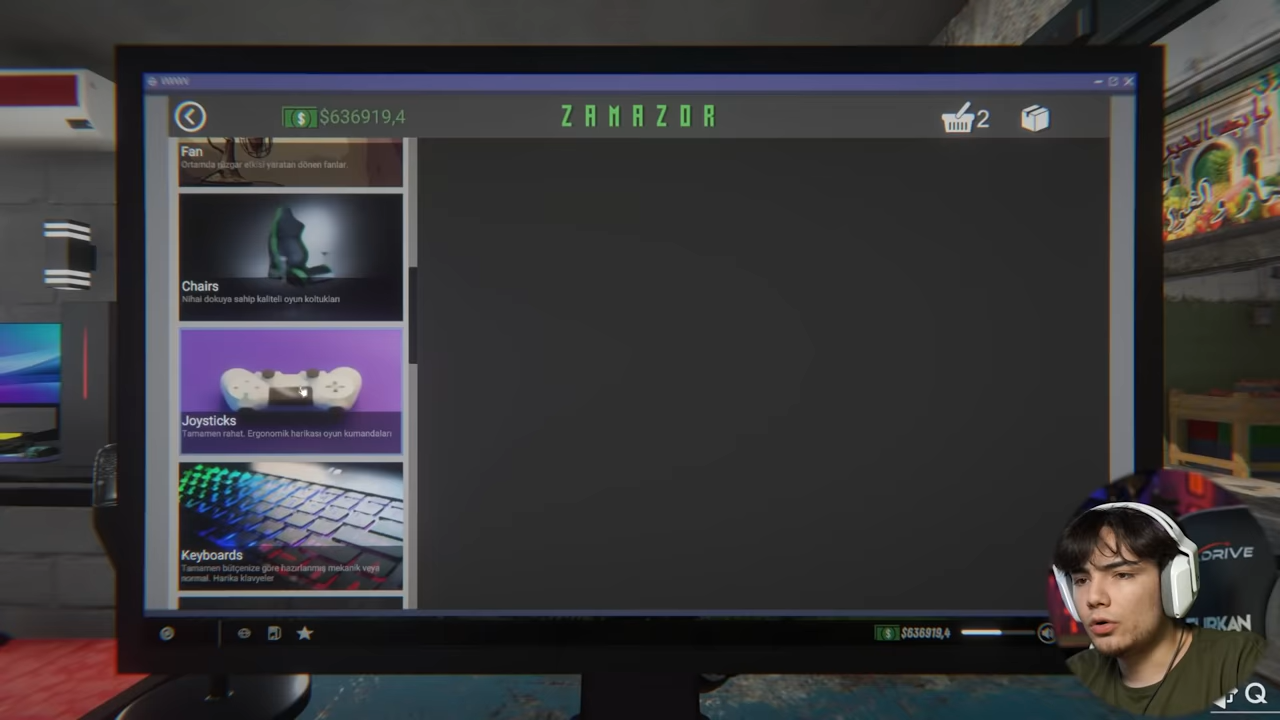 $636919,4
ZAMAZOR
2
Fan
Ortamda rüzgar etkisi yaratan dönen fanlar.
Chairs
Nihai dokuya sahip kaliteli oyun koltukları
Joysticks
Tamamen rahat. Ergonomik harikası oyun kumandaları
Keyboards
Tamamen bütçenize göre hazırlanmış mekanik veya
normal. Harika klavyeler
$636919,4
DRIVE
Q